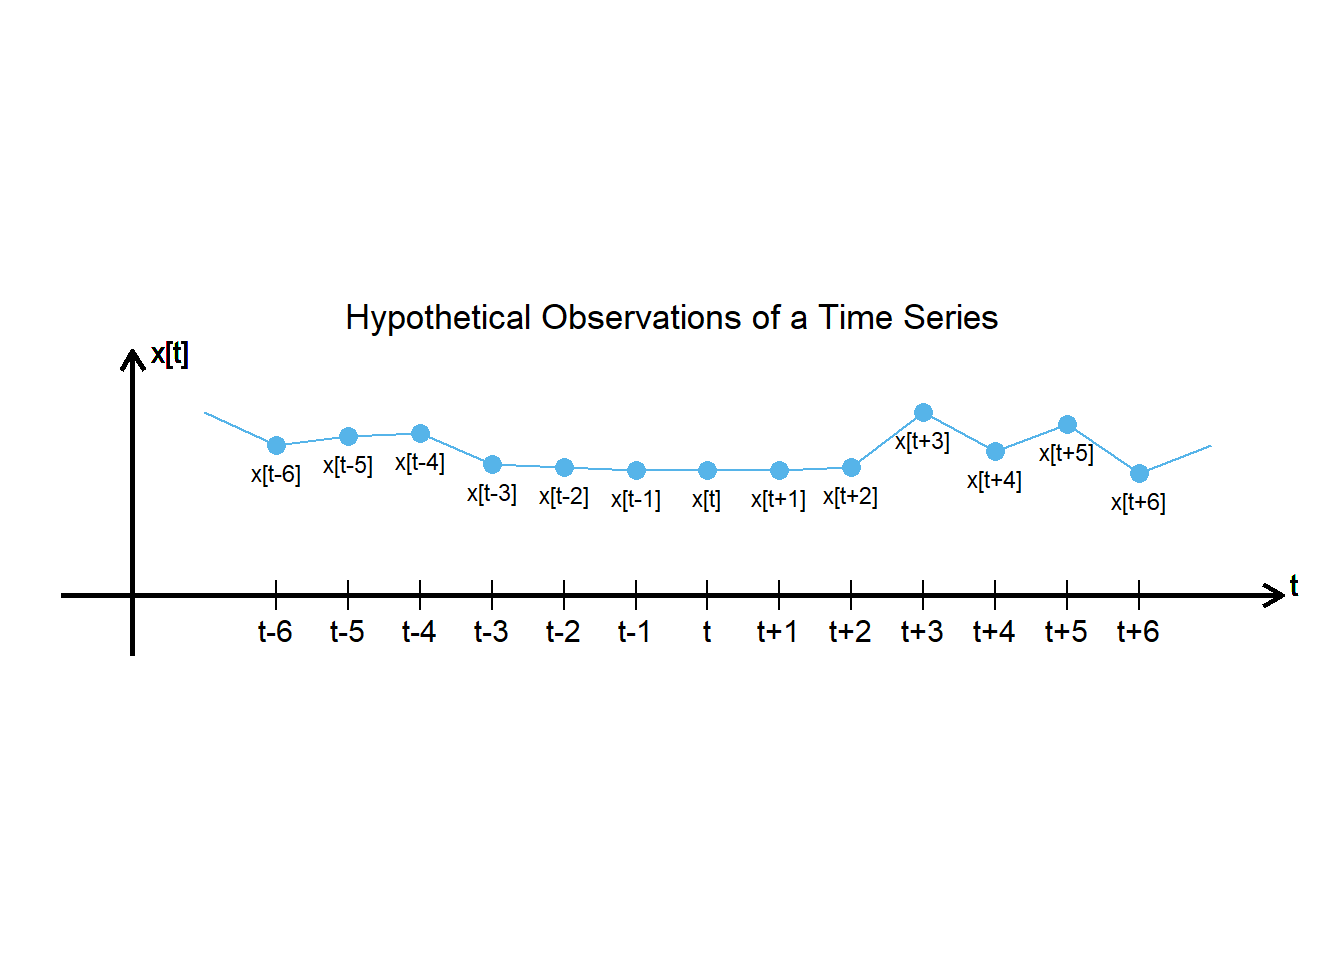 Hypothetical Observations of a Time Series
x[t]
x[t-6]
x[t-5]
x[t-4]
x[t-3]
x[t-2]
x[t-1]
x[t]
x[t+1]
x[t+2]
x[t+3]
x[t+4]
x[t+5]
x[t+6]
t
t-6 t-5 t-4 t-3 t-2 t-1 t t+1 t+2 t+3 t+4 t+5 t+6